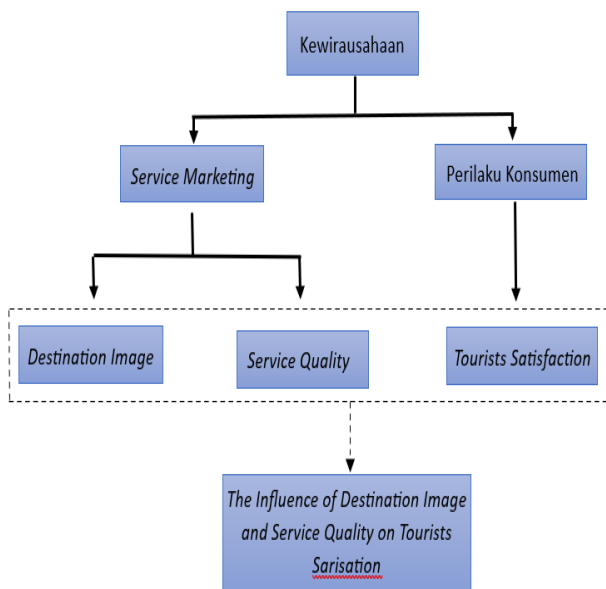 Kewirausahaan
Service Marketing
Perilaku Konsumen
Destination Image
Service Quality
Tourists Satisfaction
The Influence of Destination Image
and Service Quality on Tourists
Sarisation